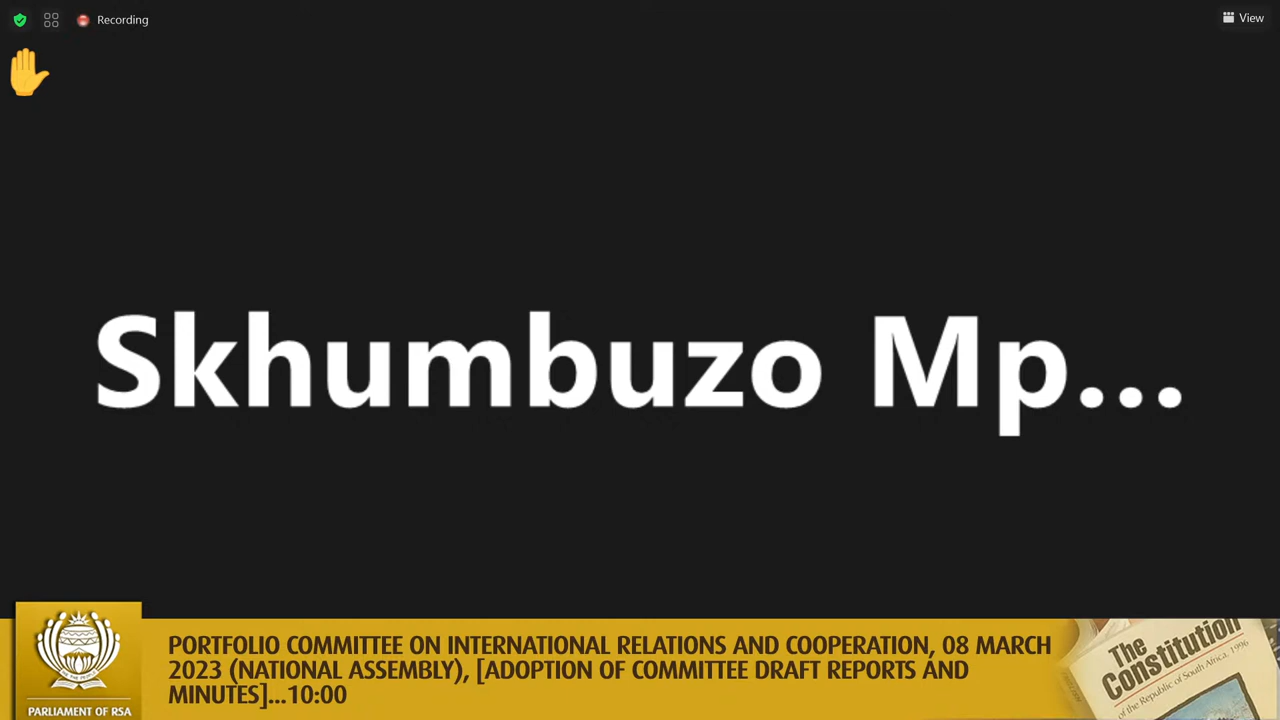 Recording
View
Skhumbuzo Mp...
PORTFOLIO COMMITTEE ON INTERNATIONAL RELATIONS AND COOPERATION, 08 MARCH
2023 (NATIONAL ASSEMBLY), [ADOPTION OF COMMITTEE DRAFT REPORTS AND
MINUTES]...10:00
PARLIAMENT OF RSA
The
Constitution
of the Republic of South Africa, 1996